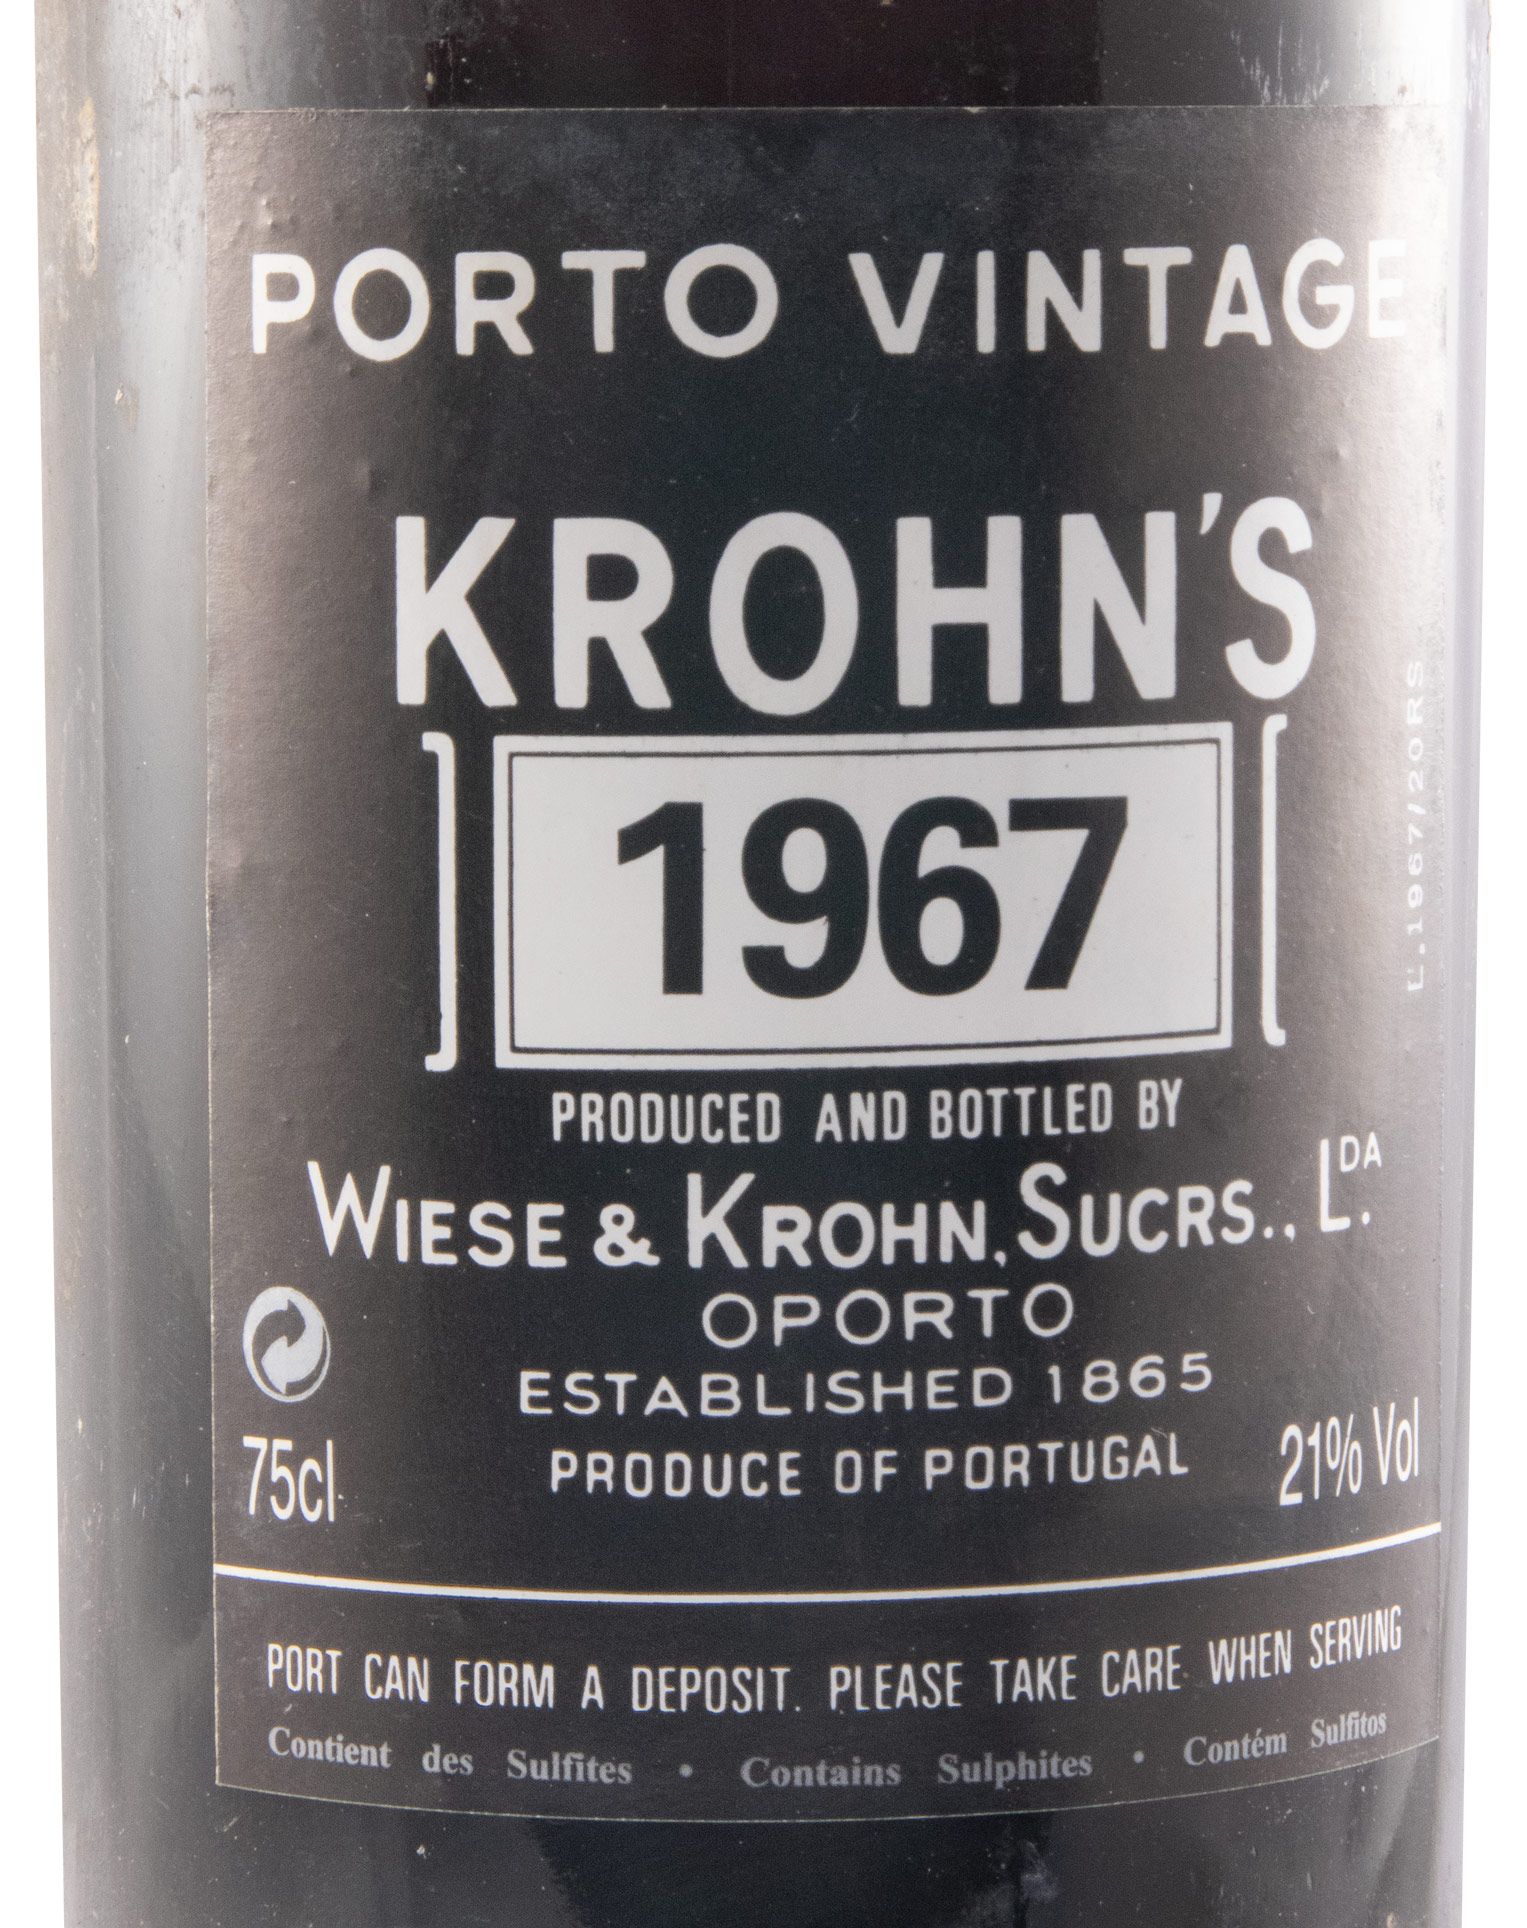 PORTO VINTAGE
KROHN'S
1967
L.1967/20RS
PRODUCED AND BOTTLED BY
WIESE & KROHN, SUCRS., LDA.
OPORTO
ESTABLISHED 1865
75cl
PRODUCE OF PORTUGAL
21% Vol
PORT CAN FORM A DEPOSIT. PLEASE TAKE CARE WHEN SERVING
Contient des Sulfites • Contains Sulphites • Contém Sulfitos